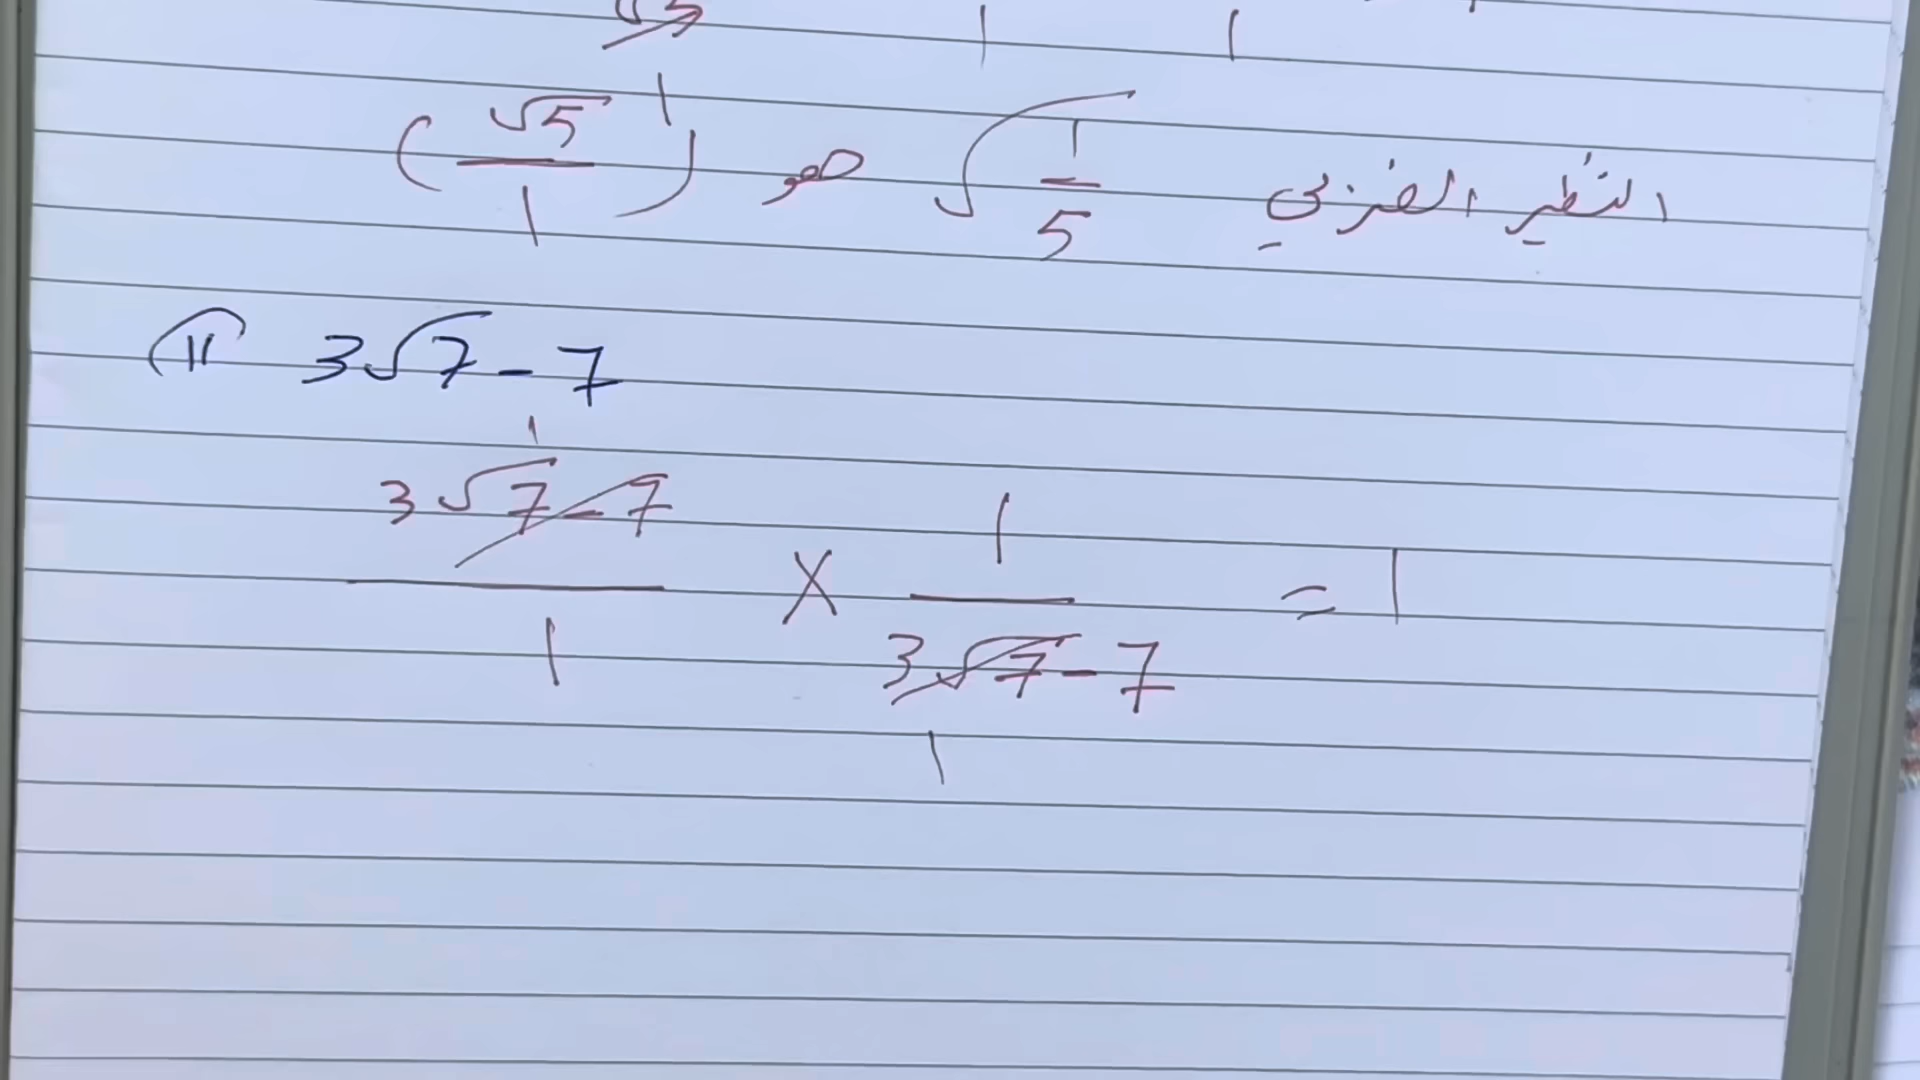 النظير الضربي √(1/5) هو (√5/1)
11) 3√7 - 7
(3√7 - 7)/1 × 1/(3√7 - 7) = 1